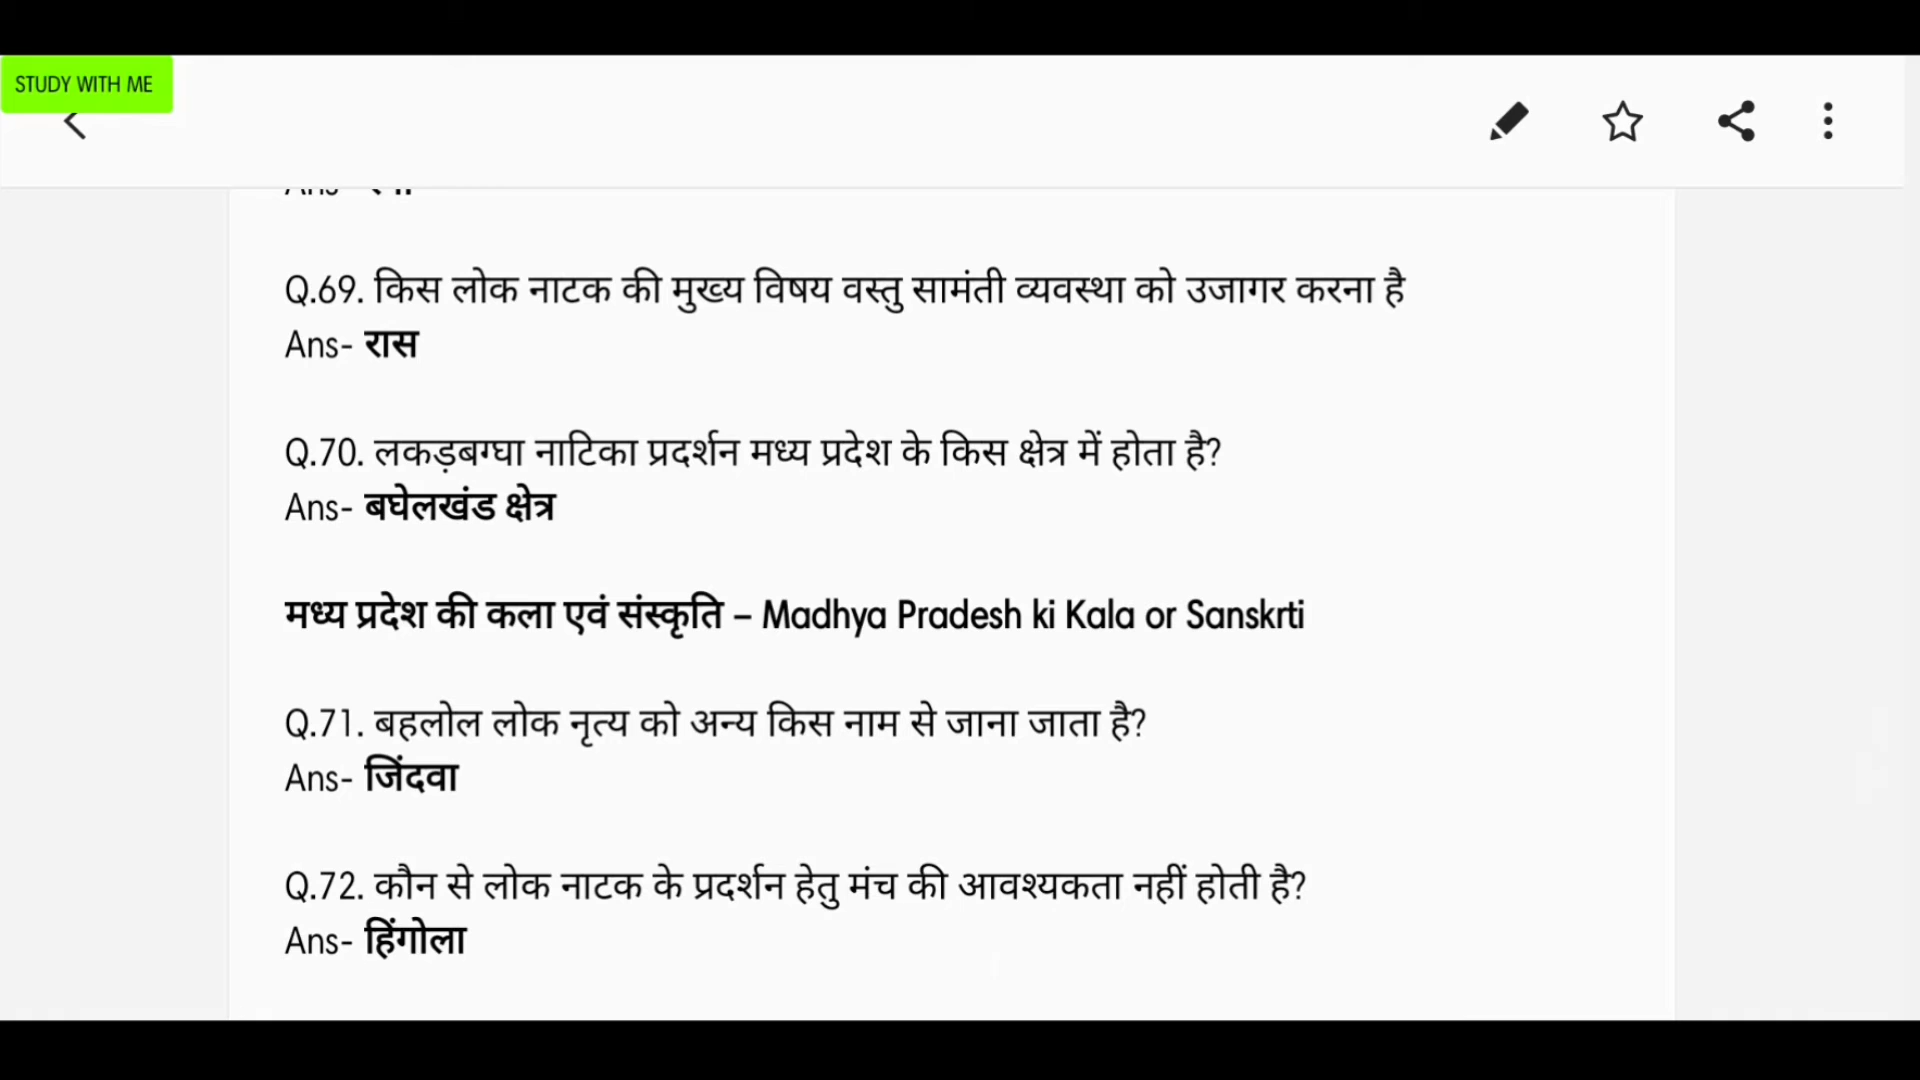 STUDY WITH ME
Q.69. किस लोक नाटक की मुख्य विषय वस्तु सामंती व्यवस्था को उजागर करना है
Ans- रास
Q.70. लकड़बग्घा नाटिका प्रदर्शन मध्य प्रदेश के किस क्षेत्र में होता है?
Ans- बघेलखंड क्षेत्र
मध्य प्रदेश की कला एवं संस्कृति – Madhya Pradesh ki Kala or Sanskrti
Q.71. बहलोल लोक नृत्य को अन्य किस नाम से जाना जाता है?
Ans- जिंदवा
Q.72. कौन से लोक नाटक के प्रदर्शन हेतु मंच की आवश्यकता नहीं होती है?
Ans- हिंगोला